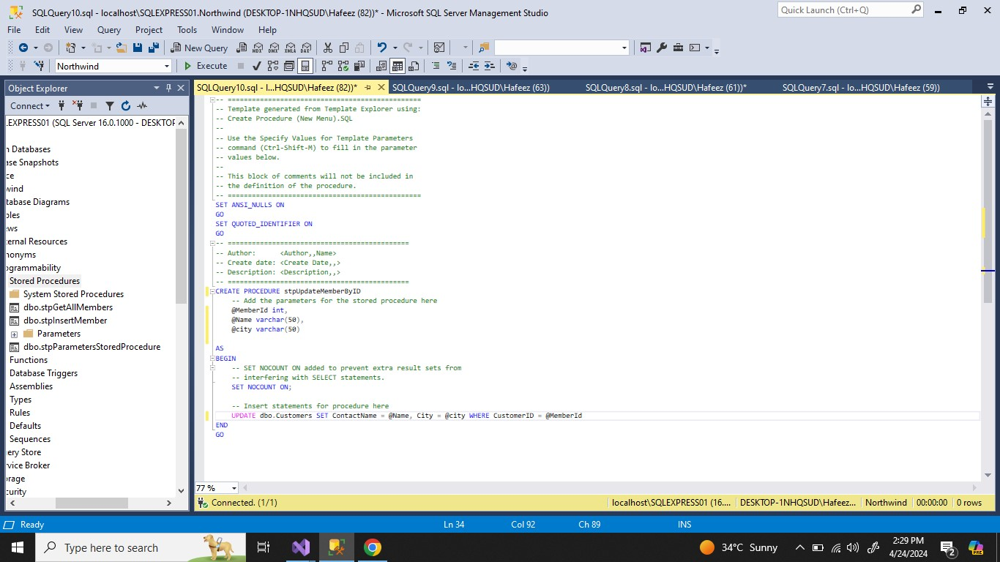 SQLQuery10.sql - localhost\SQLEXPRESS01.Northwind (DESKTOP-1NHQSUD\Hafeez (82))* - Microsoft SQL Server Management Studio
Quick Launch (Ctrl+Q)
File Edit View Query Project Tools Window Help
New Query MDX DMX XMLA DAX
Northwind Execute
Object Explorer
Connect
.EXPRESS01 (SQL Server 16.0.1000 - DESKTOP
Databases
ase Snapshots
ce
wind
tabase Diagrams
bles
ews
ternal Resources
nonyms
ogrammability
Stored Procedures
System Stored Procedures
dbo.stpGetAllMembers
dbo.stpInsertMember
Parameters
dbo.stpParametersStoredProcedure
Functions
Database Triggers
Assemblies
Types
Rules
Defaults
Sequences
ery Store
vice Broker
rage
curity
SQLQuery10.sql - l...HQSUD\Hafeez (82))* SQLQuery9.sql - lo...HQSUD\Hafeez (63)) SQLQuery8.sql - lo...HQSUD\Hafeez (61))* SQLQuery7.sql - lo...HQSUD\Hafeez (59))
-- ================================================
-- Template generated from Template Explorer using:
-- Create Procedure (New Menu).SQL
--
-- Use the Specify Values for Template Parameters
-- command (Ctrl-Shift-M) to fill in the parameter
-- values below.
--
-- This block of comments will not be included in
-- the definition of the procedure.
-- ================================================
SET ANSI_NULLS ON
GO
SET QUOTED_IDENTIFIER ON
GO
-- =============================================
-- Author: <Author,,Name>
-- Create date: <Create Date,,>
-- Description: <Description,,>
-- =============================================
CREATE PROCEDURE stpUpdateMemberByID
-- Add the parameters for the stored procedure here
@MemberId int,
@Name varchar(50),
@city varchar(50)
AS
BEGIN
-- SET NOCOUNT ON added to prevent extra result sets from
-- interfering with SELECT statements.
SET NOCOUNT ON;
-- Insert statements for procedure here
UPDATE dbo.Customers SET ContactName = @Name, City = @city WHERE CustomerID = @MemberId
END
GO
77 %
Connected. (1/1) localhost\SQLEXPRESS01 (16.... DESKTOP-1NHQSUD\Hafeez... Northwind 00:00:00 0 rows
Ready Ln 34 Col 92 Ch 89 INS
Type here to search 34°C Sunny 2:29 PM
4/24/2024
2
PRE